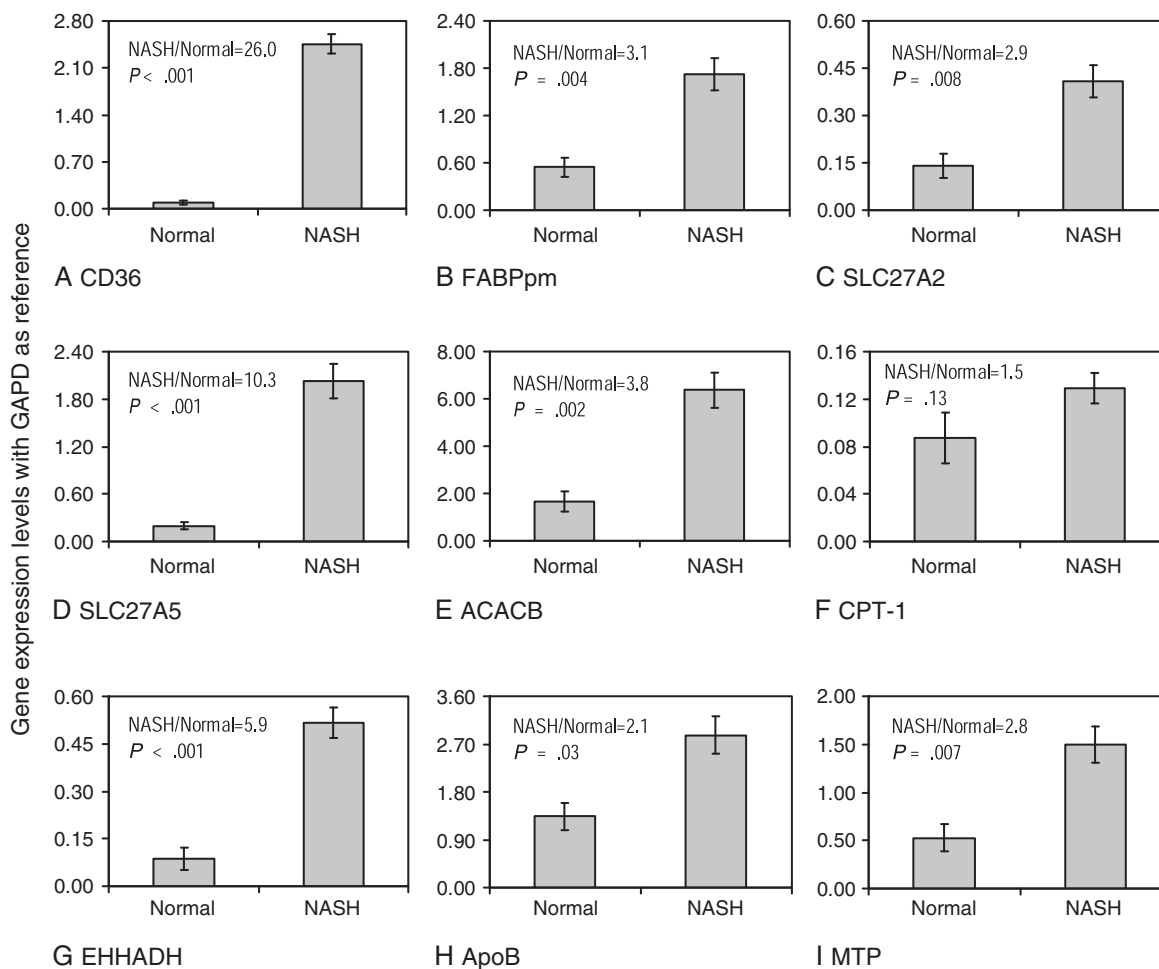 Gene expression levels with GAPD as reference
2.80
2.10
1.40
0.70
0.00
NASH/Normal=26.0
P < .001
Normal NASH
A CD36
2.40
1.80
1.20
0.60
0.00
NASH/Normal=3.1
P = .004
Normal NASH
B FABPpm
0.60
0.45
0.30
0.15
0.00
NASH/Normal=2.9
P = .008
Normal NASH
C SLC27A2
2.40
1.80
1.20
0.60
0.00
NASH/Normal=10.3
P < .001
Normal NASH
D SLC27A5
8.00
6.00
4.00
2.00
0.00
NASH/Normal=3.8
P = .002
Normal NASH
E ACACB
0.16
0.12
0.08
0.04
0.00
NASH/Normal=1.5
P = .13
Normal NASH
F CPT-1
0.60
0.45
0.30
0.15
0.00
NASH/Normal=5.9
P < .001
Normal NASH
G EHHADH
3.60
2.70
1.80
0.90
0.00
NASH/Normal=2.1
P = .03
Normal NASH
H ApoB
2.00
1.50
1.00
0.50
0.00
NASH/Normal=2.8
P = .007
Normal NASH
I MTP